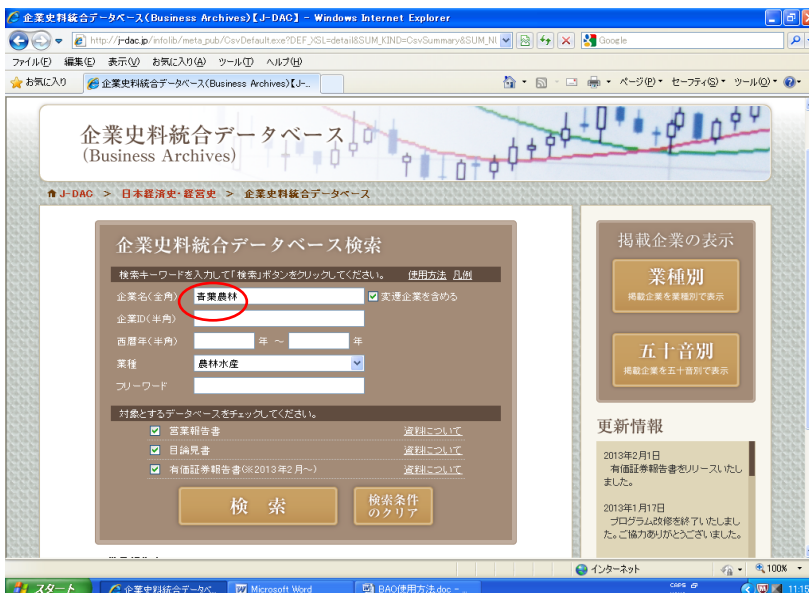 企業史料統合データベース(Business Archives)【J-DAC】 - Windows Internet Explorer
http://j-dac.jp/infolib/meta_pub/CsvDefault.exe?DEF_XSL=detail&SUM_KIND=CsvSummary&SUM_NU
Google
ファイル(F) 編集(E) 表示(V) お気に入り(A) ツール(T) ヘルプ(H)
お気に入り 企業史料統合データベース(Business Archives)【J-...
ページ(P) セーフティ(S) ツール(O)
企業史料統合データベース
(Business Archives)
J-DAC > 日本経済史・経営史 > 企業史料統合データベース
企業史料統合データベース検索
検索キーワードを入力して「検索」ボタンをクリックしてください。 使用方法 凡例
企業名(全角) 青葉農林 変遷企業を含める
企業ID(半角)
西暦年(半角) 年 ~ 年
業種 農林水産
フリーワード
対象とするデータベースをチェックしてください。
営業報告書 資料について
目論見書 資料について
有価証券報告書(※2013年2月~) 資料について
検索
検索条件
のクリア
掲載企業の表示
業種別
掲載企業を業種別で表示
五十音別
掲載企業を五十音別で表示
更新情報
2013年2月1日
有価証券報告書をリリースいたし
ました。
2013年1月17日
プログラム改修を終了いたしまし
た。ご協力ありがとうございました。
インターネット 100%
スタート 企業史料統合データベ... Microsoft Word BAO使用方法.doc - ... CAPS 11:15